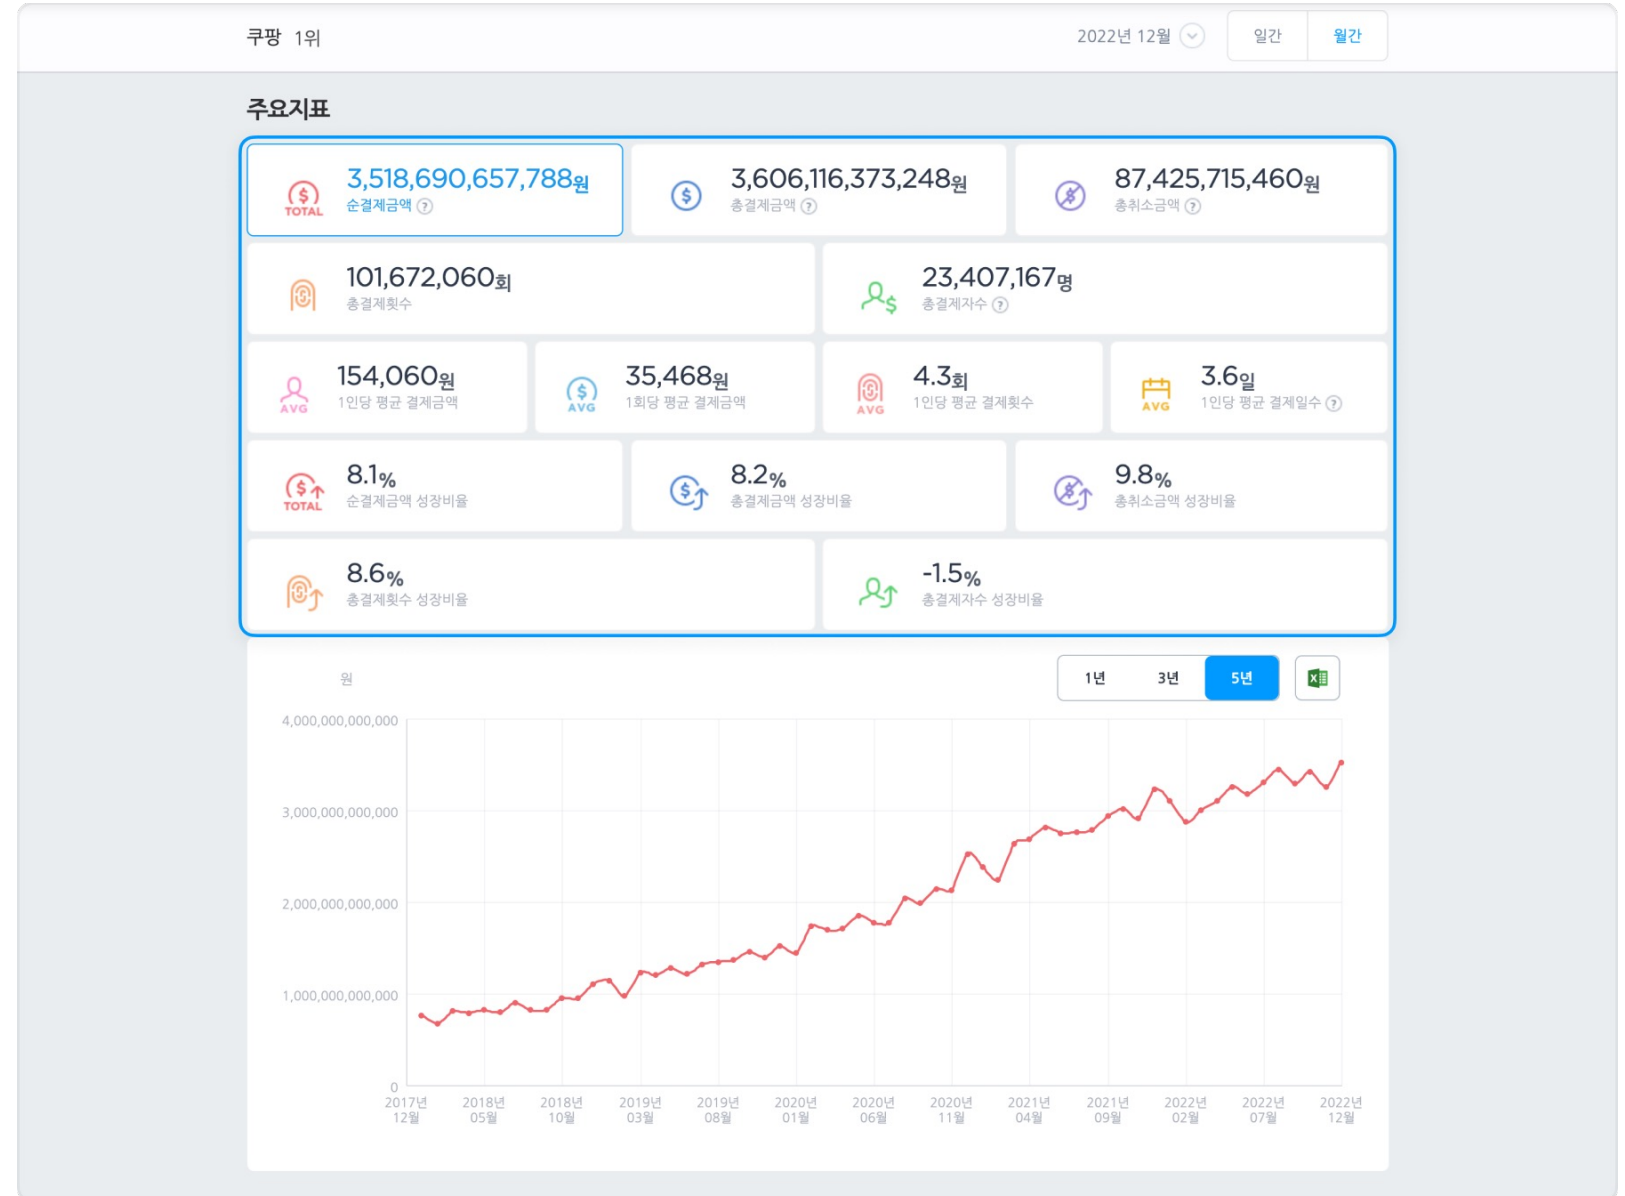 쿠팡 1위
2022년 12월
일간
월간
주요지표
3,518,690,657,788원
순결제금액 ?
TOTAL
3,606,116,373,248원
총결제금액 ?
87,425,715,460원
총취소금액 ?
101,672,060회
총결제횟수
23,407,167명
총결제자수 ?
154,060원
1인당 평균 결제금액
AVG
35,468원
1회당 평균 결제금액
AVG
4.3회
1인당 평균 결제횟수
AVG
3.6일
1인당 평균 결제일수 ?
AVG
8.1%
순결제금액 성장비율
TOTAL
8.2%
총결제금액 성장비율
9.8%
총취소금액 성장비율
8.6%
총결제횟수 성장비율
-1.5%
총결제자수 성장비율
원
1년
3년
5년
4,000,000,000,000
3,000,000,000,000
2,000,000,000,000
1,000,000,000,000
0
2017년
12월
2018년
05월
2018년
10월
2019년
03월
2019년
08월
2020년
01월
2020년
06월
2020년
11월
2021년
04월
2021년
09월
2022년
02월
2022년
07월
2022년
12월